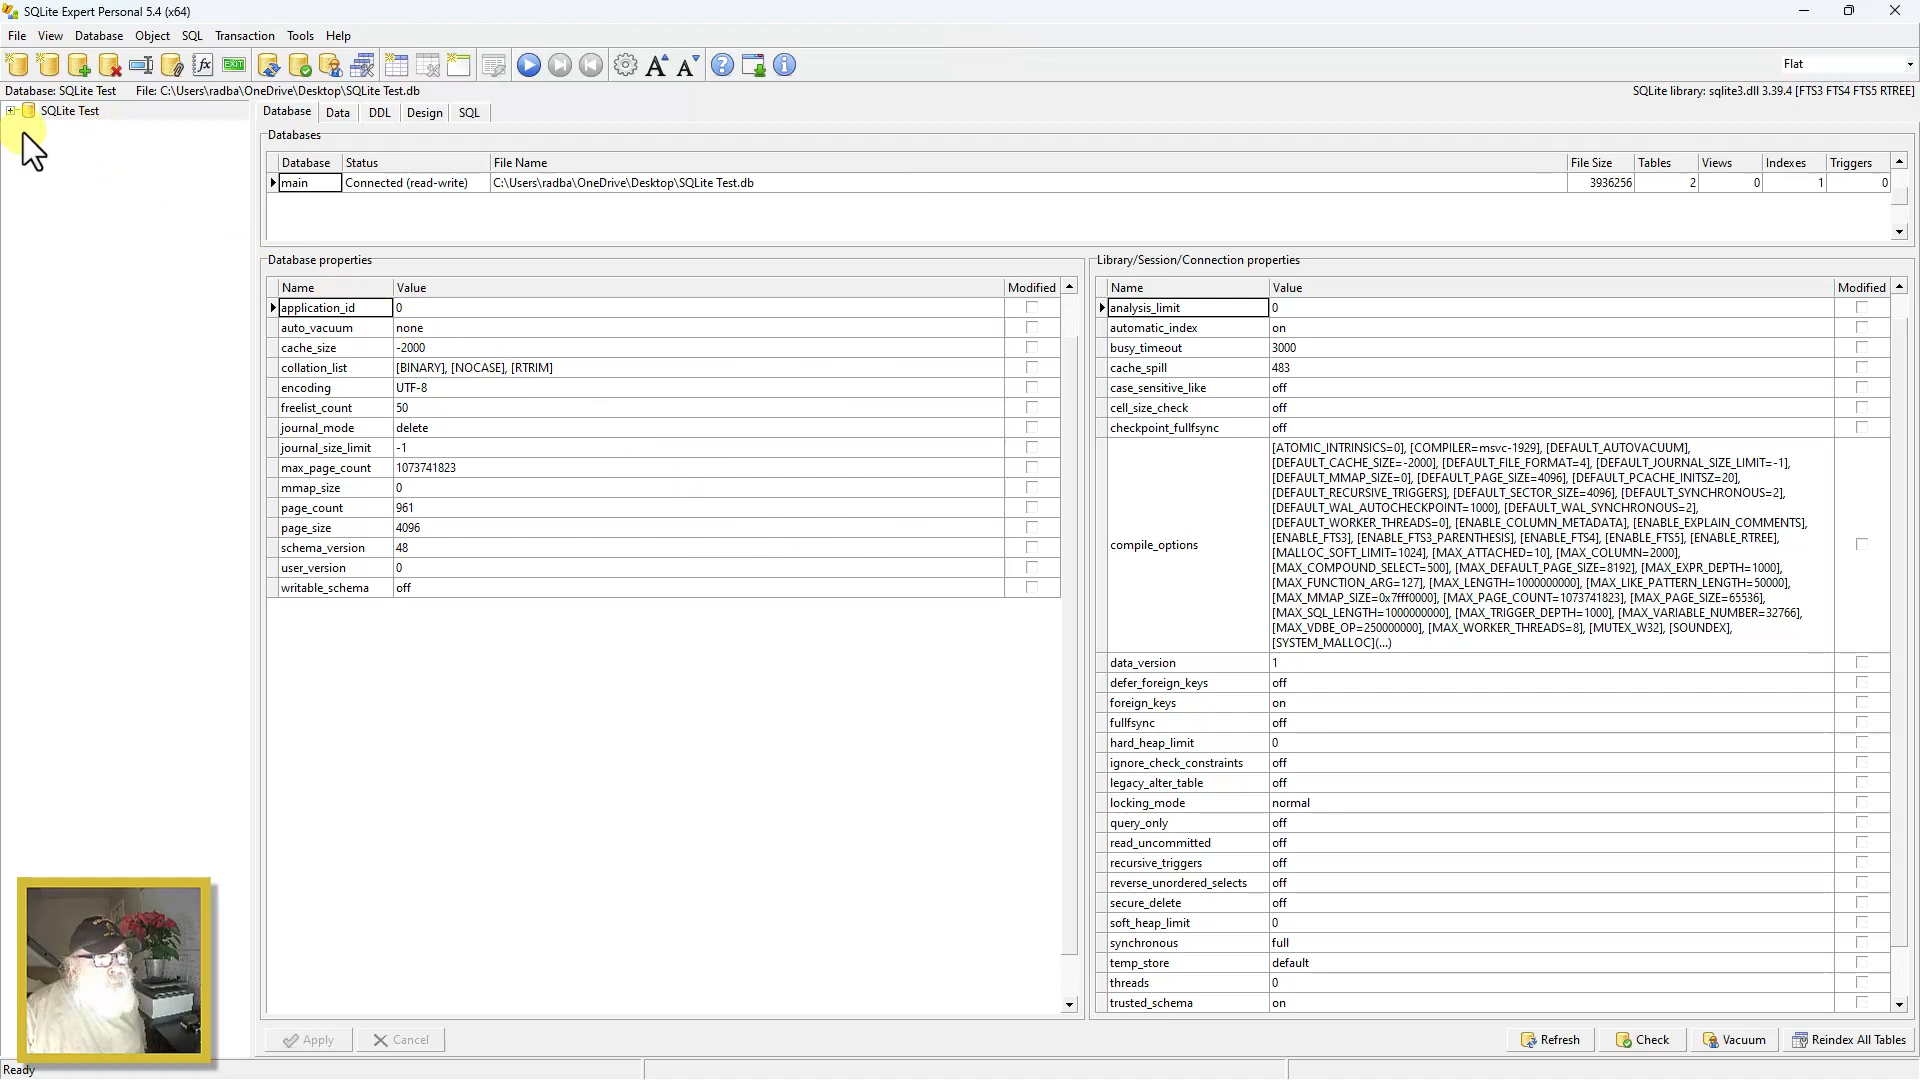 SQLite Expert Personal 5.4 (x64)
File View Database Object SQL Transaction Tools Help
EXIT
Flat
Database: SQLite Test File: C:\Users\radba\OneDrive\Desktop\SQLite Test.db SQLite library: sqlite3.dll 3.39.4 [FTS3 FTS4 FTS5 RTREE]
SQLite Test
Database Data DDL Design SQL
Databases
Database Status File Name File Size Tables Views Indexes Triggers
main Connected (read-write) C:\Users\radba\OneDrive\Desktop\SQLite Test.db 3936256 2 0 1 0
Database properties
Name Value Modified
application_id 0
auto_vacuum none
cache_size -2000
collation_list [BINARY], [NOCASE], [RTRIM]
encoding UTF-8
freelist_count 50
journal_mode delete
journal_size_limit -1
max_page_count 1073741823
mmap_size 0
page_count 961
page_size 4096
schema_version 48
user_version 0
writable_schema off
Library/Session/Connection properties
Name Value Modified
analysis_limit 0
automatic_index on
busy_timeout 3000
cache_spill 483
case_sensitive_like off
cell_size_check off
checkpoint_fullfsync off
compile_options
[ATOMIC_INTRINSICS=0], [COMPILER=msvc-1929], [DEFAULT_AUTOVACUUM],
[DEFAULT_CACHE_SIZE=-2000], [DEFAULT_FILE_FORMAT=4], [DEFAULT_JOURNAL_SIZE_LIMIT=-1],
[DEFAULT_MMAP_SIZE=0], [DEFAULT_PAGE_SIZE=4096], [DEFAULT_PCACHE_INITSZ=20],
[DEFAULT_RECURSIVE_TRIGGERS], [DEFAULT_SECTOR_SIZE=4096], [DEFAULT_SYNCHRONOUS=2],
[DEFAULT_WAL_AUTOCHECKPOINT=1000], [DEFAULT_WAL_SYNCHRONOUS=2],
[DEFAULT_WORKER_THREADS=0], [ENABLE_COLUMN_METADATA], [ENABLE_EXPLAIN_COMMENTS],
[ENABLE_FTS3], [ENABLE_FTS3_PARENTHESIS], [ENABLE_FTS4], [ENABLE_FTS5], [ENABLE_RTREE],
[MALLOC_SOFT_LIMIT=1024], [MAX_ATTACHED=10], [MAX_COLUMN=2000],
[MAX_COMPOUND_SELECT=500], [MAX_DEFAULT_PAGE_SIZE=8192], [MAX_EXPR_DEPTH=1000],
[MAX_FUNCTION_ARG=127], [MAX_LENGTH=1000000000], [MAX_LIKE_PATTERN_LENGTH=50000],
[MAX_MMAP_SIZE=0x7fff0000], [MAX_PAGE_COUNT=1073741823], [MAX_PAGE_SIZE=65536],
[MAX_SQL_LENGTH=1000000000], [MAX_TRIGGER_DEPTH=1000], [MAX_VARIABLE_NUMBER=32766],
[MAX_VDBE_OP=250000000], [MAX_WORKER_THREADS=8], [MUTEX_W32], [SOUNDEX],
[SYSTEM_MALLOC](...)
data_version 1
defer_foreign_keys off
foreign_keys on
fullfsync off
hard_heap_limit 0
ignore_check_constraints off
legacy_alter_table off
locking_mode normal
query_only off
read_uncommitted off
recursive_triggers off
reverse_unordered_selects off
secure_delete off
soft_heap_limit 0
synchronous full
temp_store default
threads 0
trusted_schema on
Apply Cancel Refresh Check Vacuum Reindex All Tables
Ready